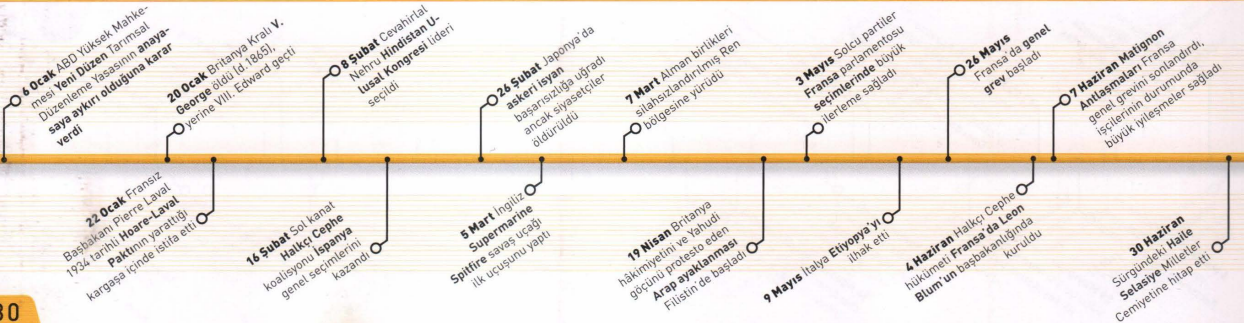 6 Ocak ABD Yüksek Mahke-
mesi Yeni Düzen Tarımsal
Düzenleme Yasasının anaya-
saya aykırı olduğuna karar
verdi
20 Ocak Britanya Kralı V.
George öldü (d.1865),
yerine VIII. Edward geçti
22 Ocak Fransız
Başbakanı Pierre Laval
1934 tarihli Hoare-Laval
Paktının yarattığı
kargaşa içinde istifa etti
8 Şubat Cevahirlal
Nehru Hindistan U-
lusal Kongresi lideri
seçildi
16 Şubat Sol kanat
Halkçı Cephe
koalisyonu İspanya
genel seçimlerini
kazandı
26 Şubat Japonya'da
askeri isyan
başarısızlığa uğradı
ancak siyasetçiler
öldürüldü
5 Mart İngiliz
Supermarine
Spitfire savaş uçağı
ilk uçuşunu yaptı
7 Mart Alman birlikleri
silahsızlandırılmış Ren
bölgesine yürüdü
19 Nisan Britanya
hâkimiyetini ve Yahudi
göçünü protesto eden
Arap ayaklanması
Filistin'de başladı
3 Mayıs Solcu partiler
Fransa parlamentosu
seçimlerinde büyük
ilerleme sağladı
9 Mayıs İtalya Etiyopya'yı
ilhak etti
26 Mayıs
Fransa'da genel
grev başladı
4 Haziran Halkçı Cephe
hükümeti Fransa'da Leon
Blum'un başbakanlığında
kuruldu
7 Haziran Matignon
Antlaşmaları Fransa
genel grevini sonlandırdı,
işçilerinin durumunda
büyük iyileşmeler sağladı
30 Haziran
Sürgündeki Haile
Selasiye Milletler
Cemiyetine hitap etti
30